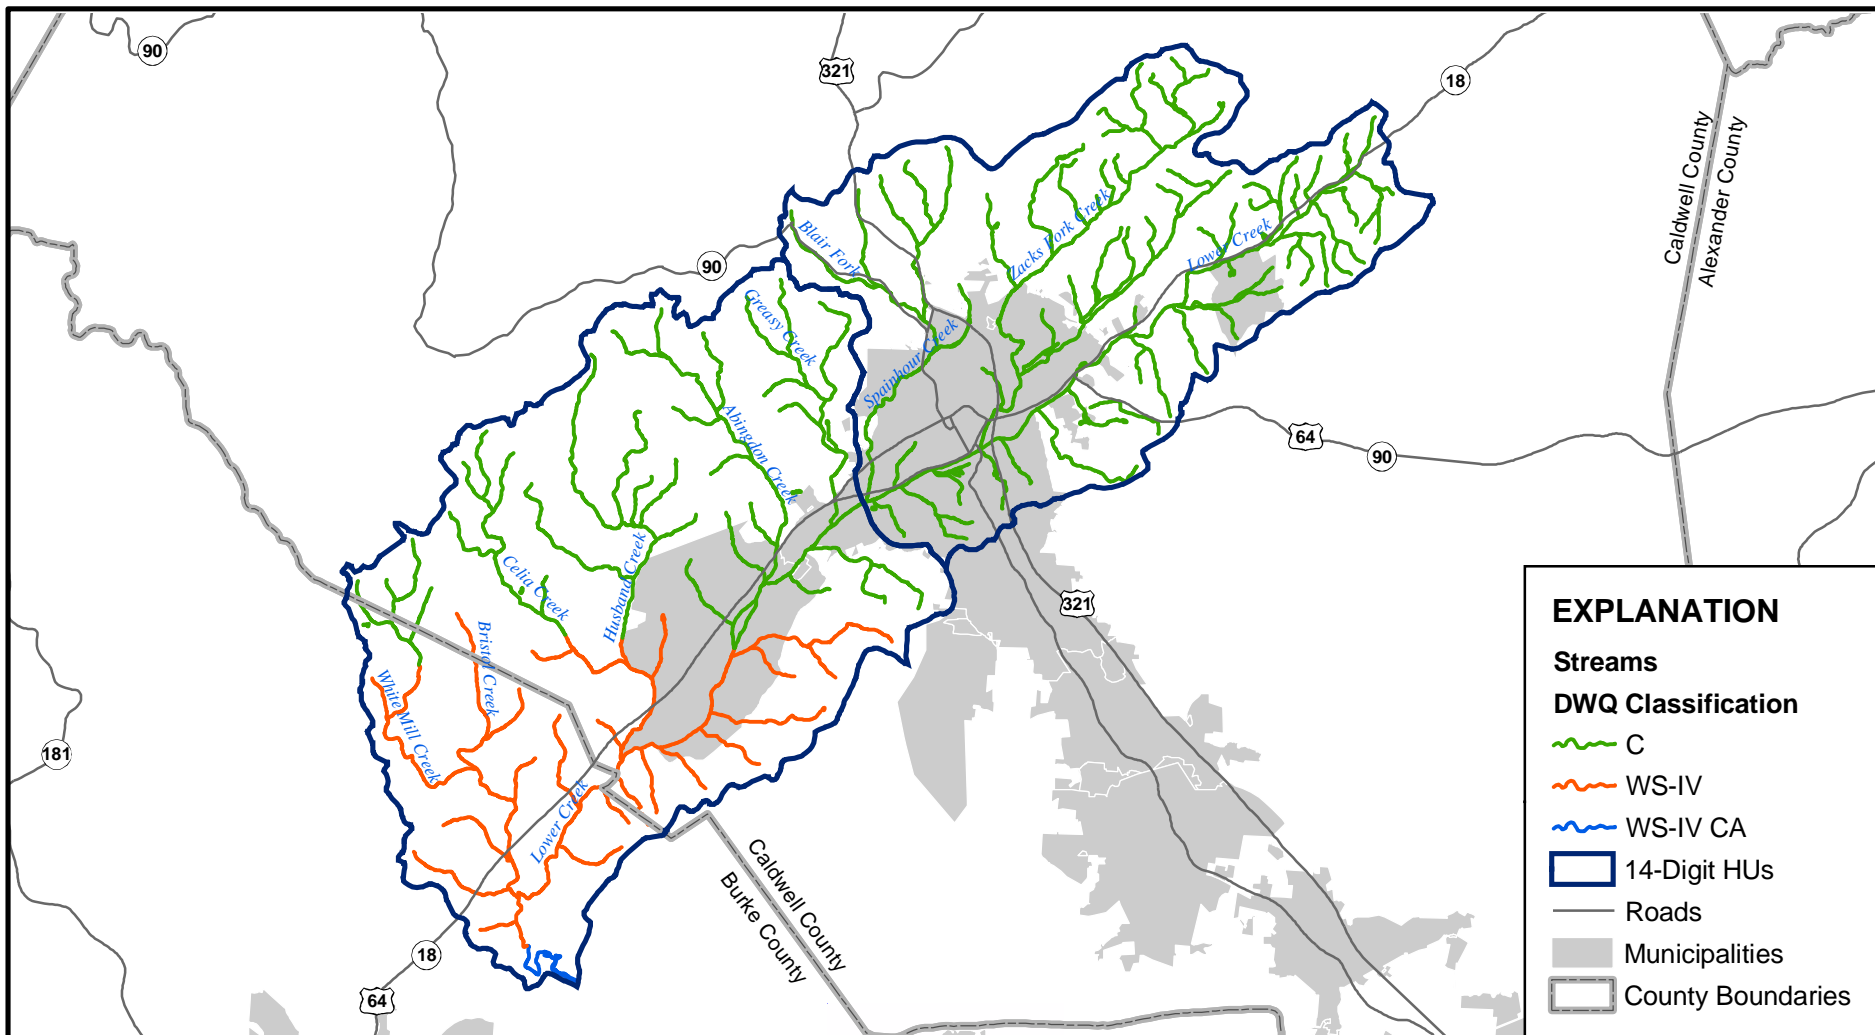 90
321
18
Caldwell County
Alexander County
Blair Fork
Zacks Fork Creek
Lower Creek
90
Greasy Creek
Spainhour Creek
Abingdon Creek
64
90
Celia Creek
Husband Creek
321
Bristol Creek
White Mill Creek
181
Lower Creek
Caldwell County
Burke County
18
64
EXPLANATION
Streams
DWQ Classification
C
WS-IV
WS-IV CA
14-Digit HUs
Roads
Municipalities
County Boundaries